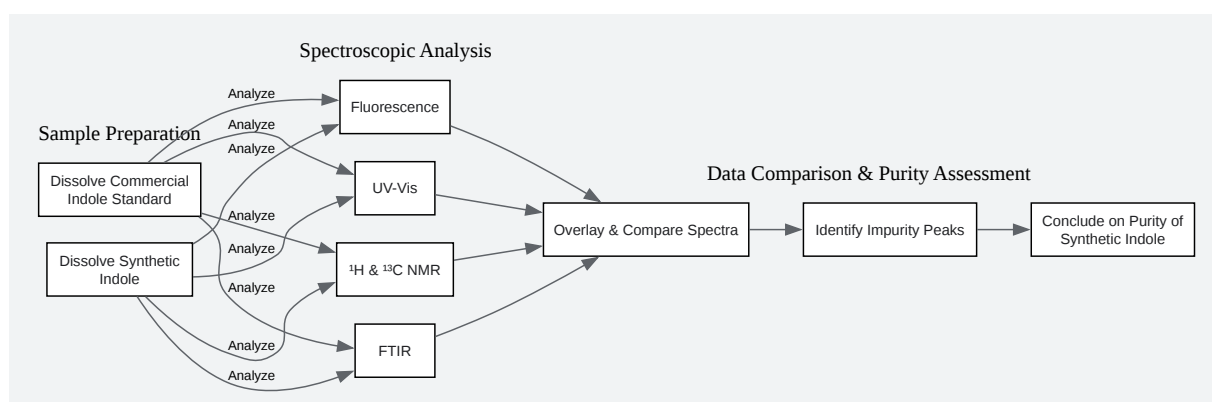 Spectroscopic Analysis
Sample Preparation
Data Comparison & Purity Assessment
Dissolve Commercial
Indole Standard
Dissolve Synthetic
Indole
Analyze
Analyze
Analyze
Analyze
Analyze
Analyze
Analyze
Analyze
Fluorescence
UV-Vis
¹H & ¹³C NMR
FTIR
Overlay & Compare Spectra
Identify Impurity Peaks
Conclude on Purity of
Synthetic Indole